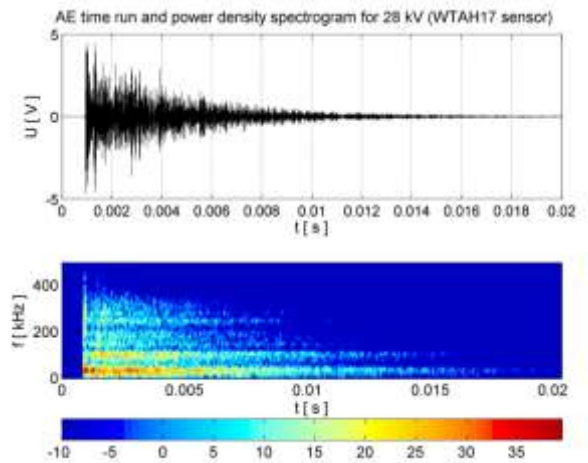 AE time run and power density spectrogram for 28 kV (WTAH17 sensor)
5
0
-5
U [ V ]
0 0.002 0.004 0.006 0.008 0.01 0.012 0.014 0.016 0.018 0.02
t [ s ]
400
200
0
f [ kHz ]
0 0.005 0.01 0.015 0.02
t [ s ]
-10 -5 0 5 10 15 20 25 30 35